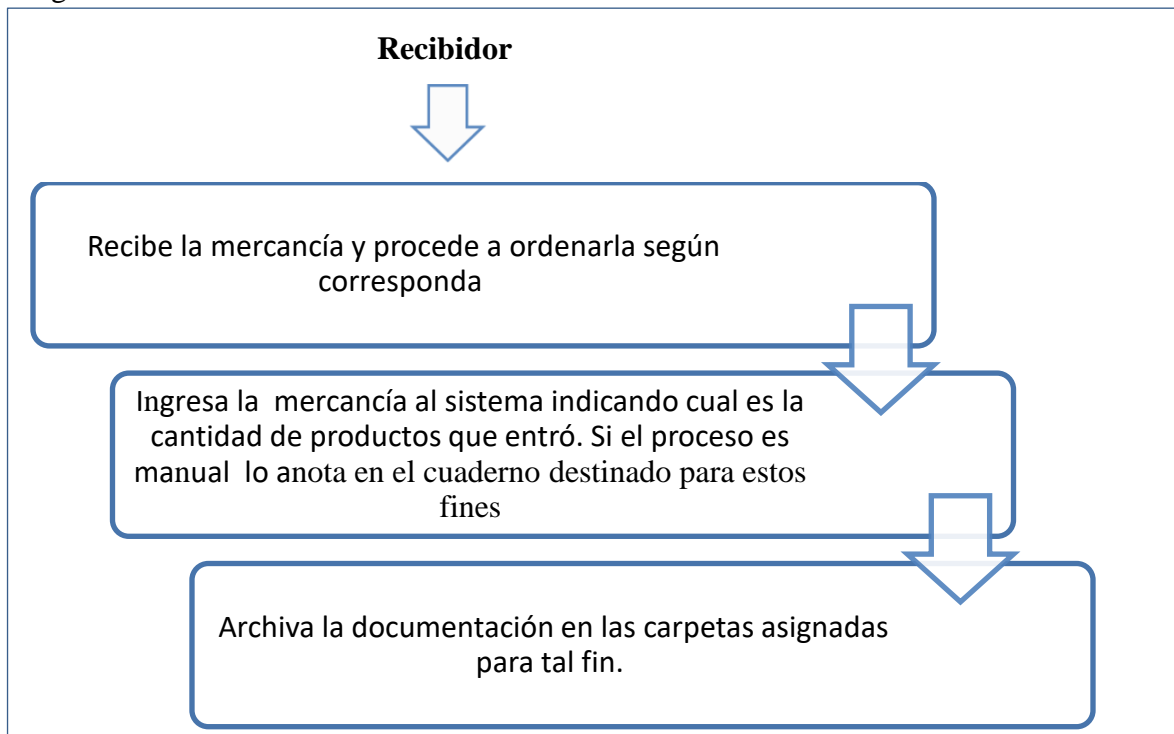 Recibidor
Recibe la mercancía y procede a ordenarla según
corresponda
Ingresa la  mercancía al sistema indicando cual es la
cantidad de productos que entró. Si el proceso es
manual  lo anota en el cuaderno destinado para estos
fines
Archiva la documentación en las carpetas asignadas
para tal fin.